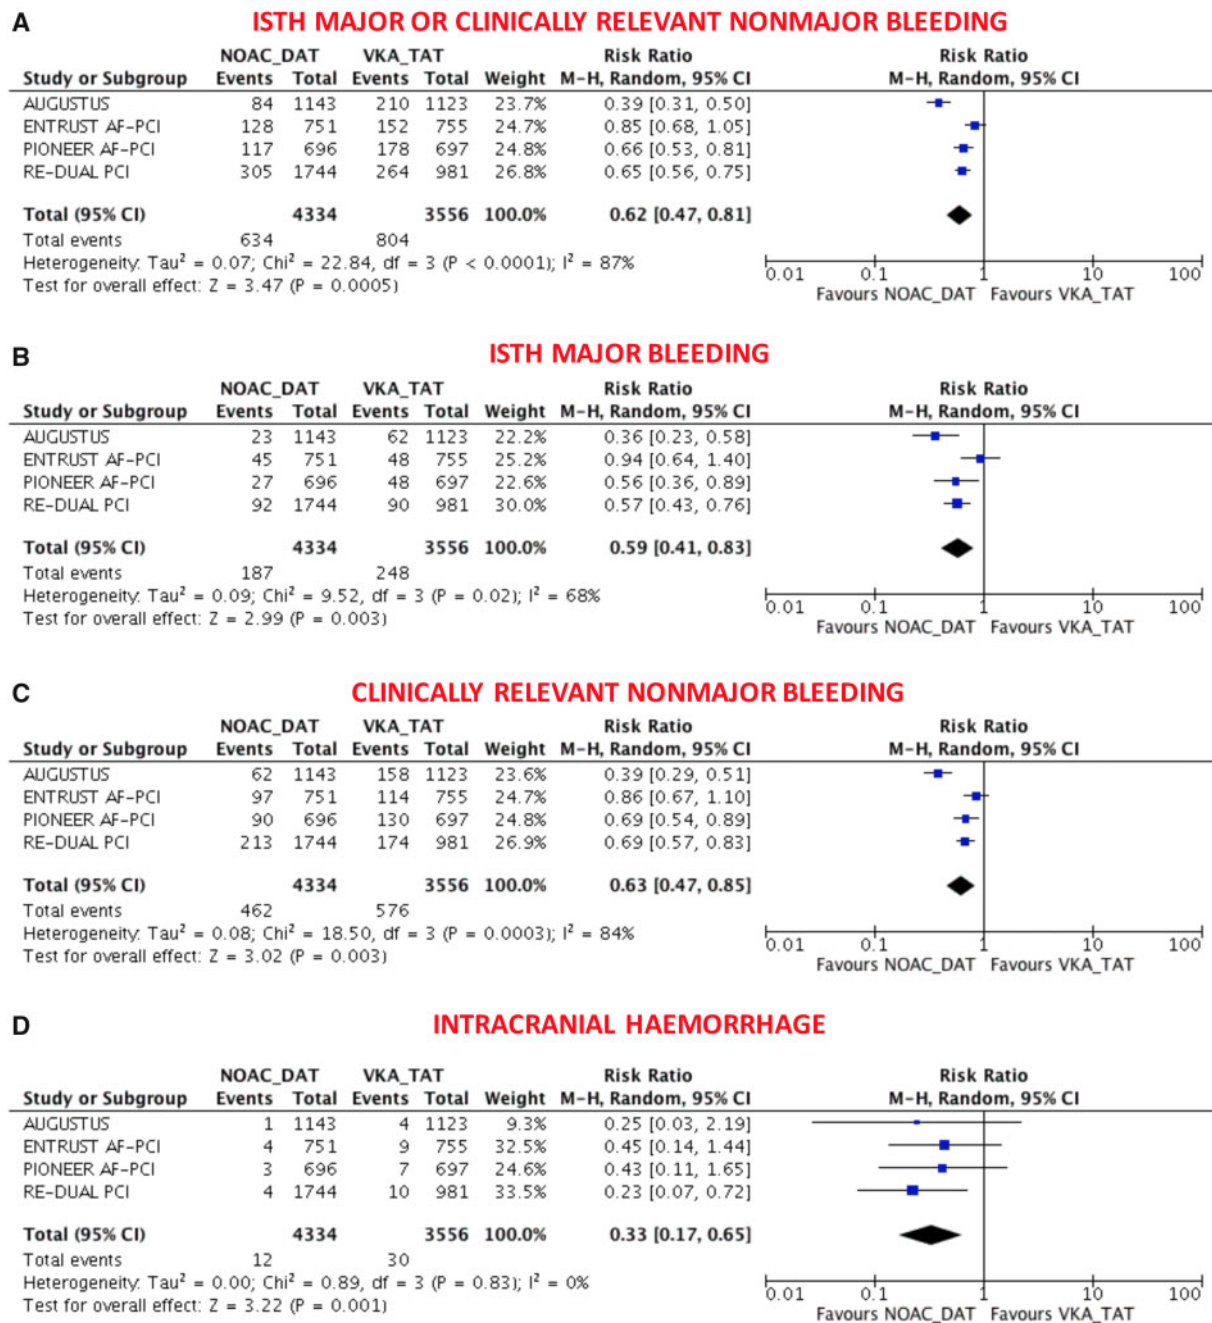 A ISTH MAJOR OR CLINICALLY RELEVANT NONMAJOR BLEEDING
NOAC_DAT VKA_TAT Risk Ratio Risk Ratio
Study or Subgroup Events Total Events Total Weight M-H, Random, 95% CI M-H, Random, 95% CI
AUGUSTUS 84 1143 210 1123 23.7% 0.39 [0.31, 0.50]
ENTRUST AF-PCI 128 751 152 755 24.7% 0.85 [0.68, 1.05]
PIONEER AF-PCI 117 696 178 697 24.8% 0.66 [0.53, 0.81]
RE-DUAL PCI 305 1744 264 981 26.8% 0.65 [0.56, 0.75]
Total (95% CI) 4334 3556 100.0% 0.62 [0.47, 0.81]
Total events 634 804
Heterogeneity: Tau² = 0.07; Chi² = 22.84, df = 3 (P < 0.0001); I² = 87%
Test for overall effect: Z = 3.47 (P = 0.0005)
0.01 0.1 1 10 100
Favours NOAC_DAT Favours VKA_TAT
B ISTH MAJOR BLEEDING
NOAC_DAT VKA_TAT Risk Ratio Risk Ratio
Study or Subgroup Events Total Events Total Weight M-H, Random, 95% CI M-H, Random, 95% CI
AUGUSTUS 23 1143 62 1123 22.2% 0.36 [0.23, 0.58]
ENTRUST AF-PCI 45 751 48 755 25.2% 0.94 [0.64, 1.40]
PIONEER AF-PCI 27 696 48 697 22.6% 0.56 [0.36, 0.89]
RE-DUAL PCI 92 1744 90 981 30.0% 0.57 [0.43, 0.76]
Total (95% CI) 4334 3556 100.0% 0.59 [0.41, 0.83]
Total events 187 248
Heterogeneity: Tau² = 0.09; Chi² = 9.52, df = 3 (P = 0.02); I² = 68%
Test for overall effect: Z = 2.99 (P = 0.003)
0.01 0.1 1 10 100
Favours NOAC_DAT Favours VKA_TAT
C CLINICALLY RELEVANT NONMAJOR BLEEDING
NOAC_DAT VKA_TAT Risk Ratio Risk Ratio
Study or Subgroup Events Total Events Total Weight M-H, Random, 95% CI M-H, Random, 95% CI
AUGUSTUS 62 1143 158 1123 23.6% 0.39 [0.29, 0.51]
ENTRUST AF-PCI 97 751 114 755 24.7% 0.86 [0.67, 1.10]
PIONEER AF-PCI 90 696 130 697 24.8% 0.69 [0.54, 0.89]
RE-DUAL PCI 213 1744 174 981 26.9% 0.69 [0.57, 0.83]
Total (95% CI) 4334 3556 100.0% 0.63 [0.47, 0.85]
Total events 462 576
Heterogeneity: Tau² = 0.08; Chi² = 18.50, df = 3 (P = 0.0003); I² = 84%
Test for overall effect: Z = 3.02 (P = 0.003)
0.01 0.1 1 10 100
Favours NOAC_DAT Favours VKA_TAT
D INTRACRANIAL HAEMORRHAGE
NOAC_DAT VKA_TAT Risk Ratio Risk Ratio
Study or Subgroup Events Total Events Total Weight M-H, Random, 95% CI M-H, Random, 95% CI
AUGUSTUS 1 1143 4 1123 9.3% 0.25 [0.03, 2.19]
ENTRUST AF-PCI 4 751 9 755 32.5% 0.45 [0.14, 1.44]
PIONEER AF-PCI 3 696 7 697 24.6% 0.43 [0.11, 1.65]
RE-DUAL PCI 4 1744 10 981 33.5% 0.23 [0.07, 0.72]
Total (95% CI) 4334 3556 100.0% 0.33 [0.17, 0.65]
Total events 12 30
Heterogeneity: Tau² = 0.00; Chi² = 0.89, df = 3 (P = 0.83); I² = 0%
Test for overall effect: Z = 3.22 (P = 0.001)
0.01 0.1 1 10 100
Favours NOAC_DAT Favours VKA_TAT